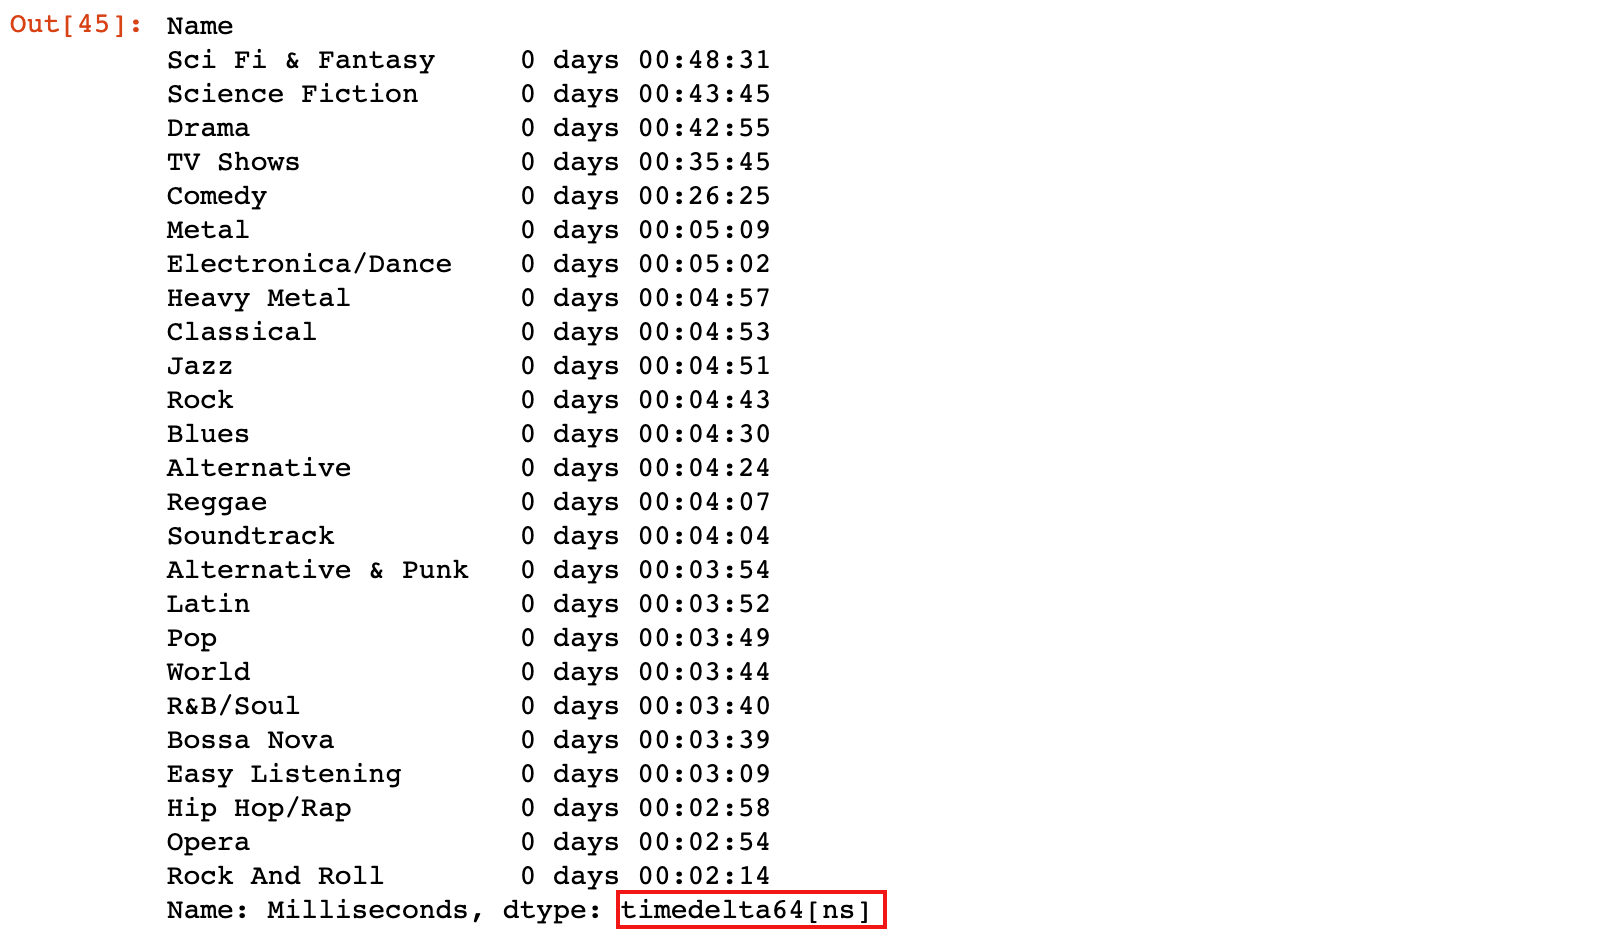 Out[45]: Name
Sci Fi & Fantasy     0 days 00:48:31
Science Fiction      0 days 00:43:45
Drama                0 days 00:42:55
TV Shows             0 days 00:35:45
Comedy               0 days 00:26:25
Metal                0 days 00:05:09
Electronica/Dance    0 days 00:05:02
Heavy Metal          0 days 00:04:57
Classical            0 days 00:04:53
Jazz                 0 days 00:04:51
Rock                 0 days 00:04:43
Blues                0 days 00:04:30
Alternative          0 days 00:04:24
Reggae               0 days 00:04:07
Soundtrack           0 days 00:04:04
Alternative & Punk   0 days 00:03:54
Latin                0 days 00:03:52
Pop                  0 days 00:03:49
World                0 days 00:03:44
R&B/Soul             0 days 00:03:40
Bossa Nova           0 days 00:03:39
Easy Listening       0 days 00:03:09
Hip Hop/Rap          0 days 00:02:58
Opera                0 days 00:02:54
Rock And Roll        0 days 00:02:14
Name: Milliseconds, dtype: timedelta64[ns]